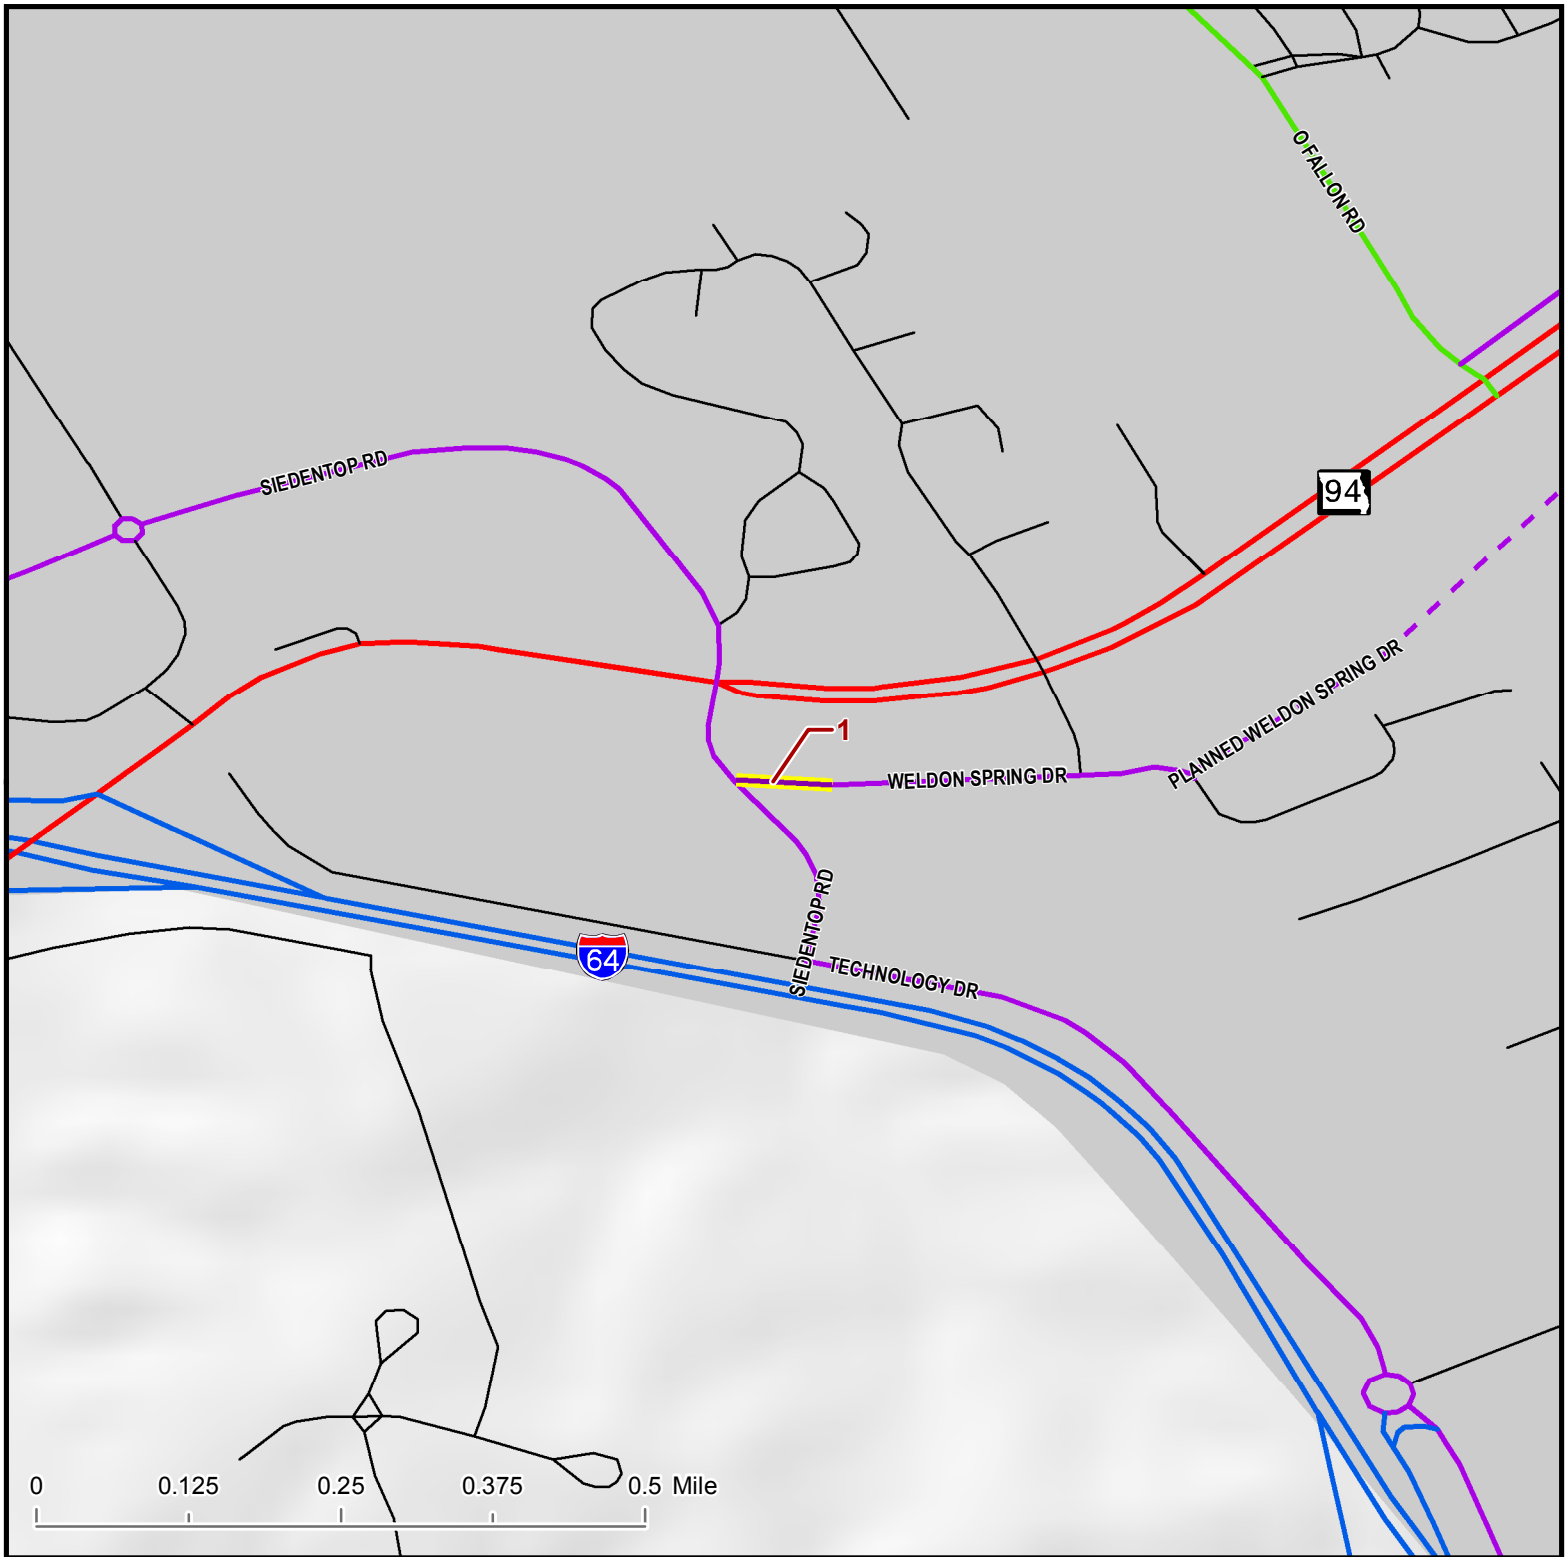 O FALLON RD
SIEDENTOP RD
94
1
WELDON SPRING DR
PLANNED WELDON SPRING DR
SIEDENTOP RD
TECHNOLOGY DR
64
0 0.125 0.25 0.375 0.5 Mile